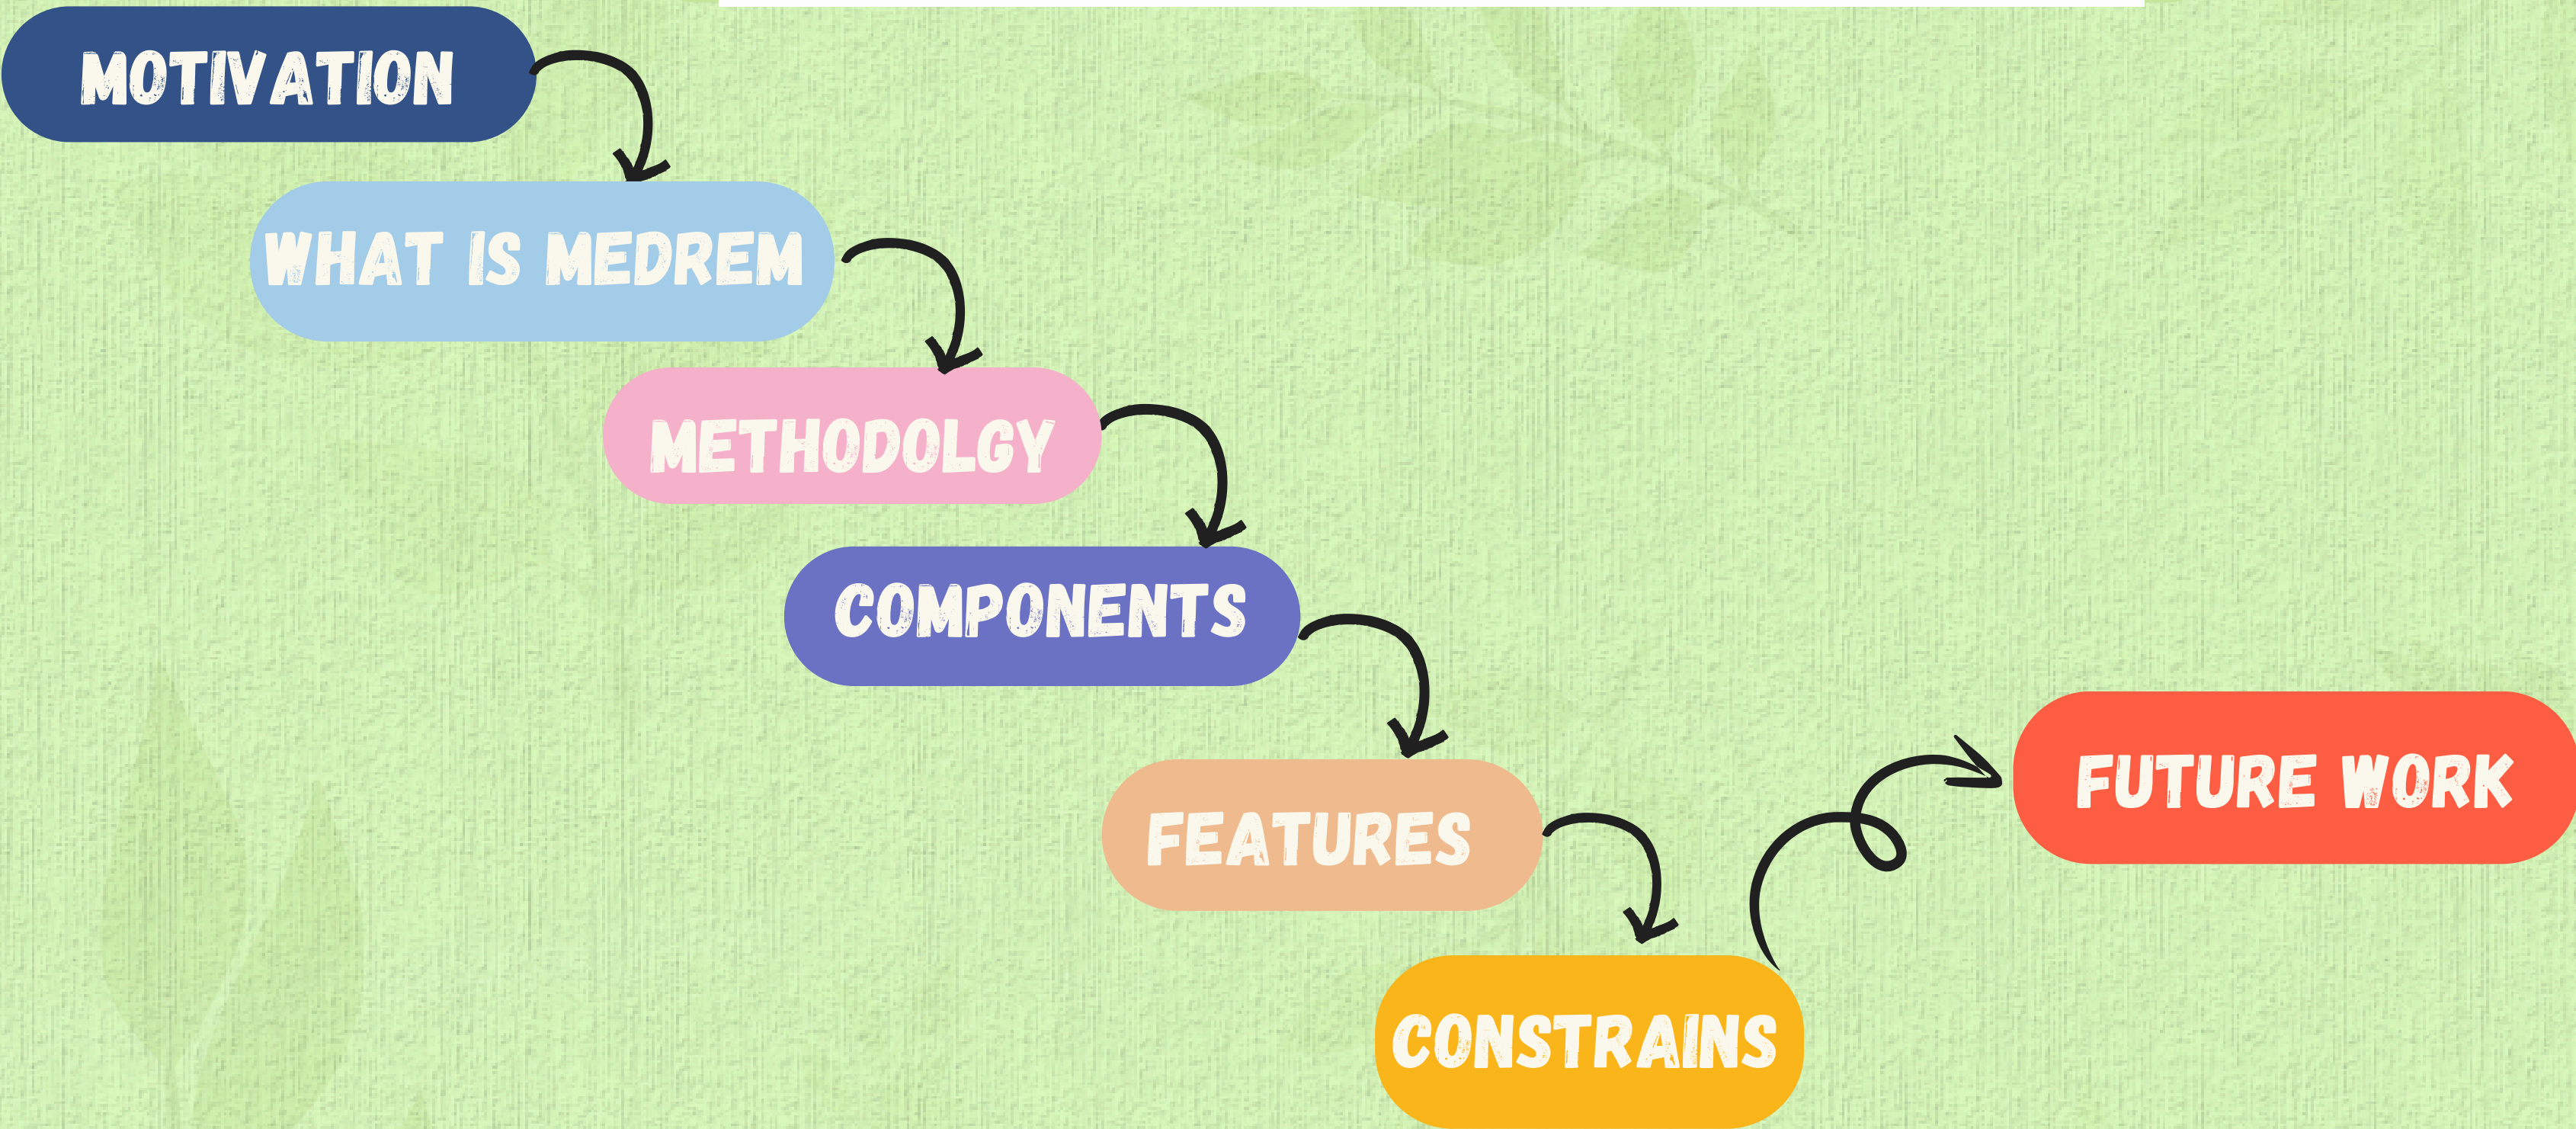 MOTIVATION
WHAT IS MEDREM
METHODOLGY
COMPONENTS
FEATURES
CONSTRAINS
FUTURE WORK